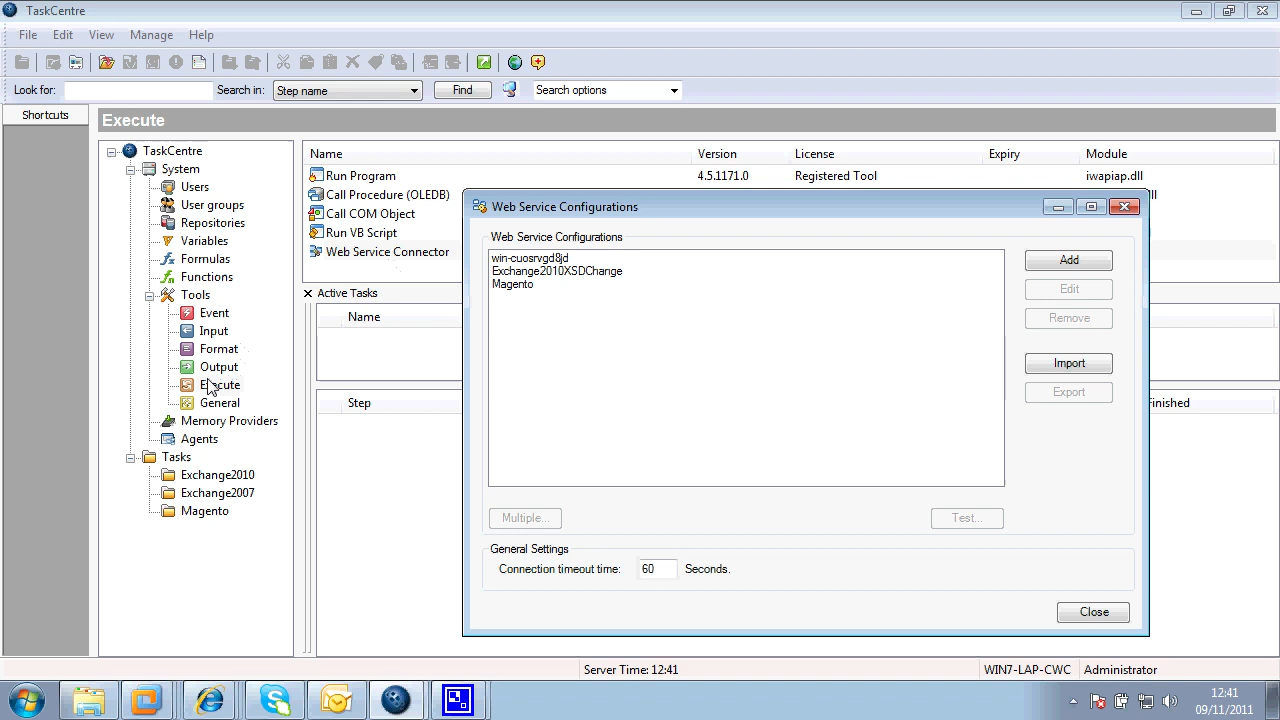 TaskCentre
File Edit View Manage Help
Look for: Search in: Step name Find Search options
Shortcuts
Execute
TaskCentre
System
Users
User groups
Repositories
Variables
Formulas
Functions
Tools
Event
Input
Format
Output
Execute
General
Memory Providers
Agents
Tasks
Exchange2010
Exchange2007
Magento
Name Version License Expiry Module
Run Program 4.5.1171.0 Registered Tool iwapiap.dll
Call Procedure (OLEDB)
Call COM Object
Run VB Script
Web Service Connector
Active Tasks
Name
Step
Finished
Web Service Configurations
Web Service Configurations
win-cuosrvgd8jd
Exchange2010XSDChange
Magento
Add
Edit
Remove
Import
Export
Multiple...
Test...
General Settings
Connection timeout time: 60 Seconds.
Close
Server Time: 12:41 WIN7-LAP-CWC Administrator
12:41
09/11/2011